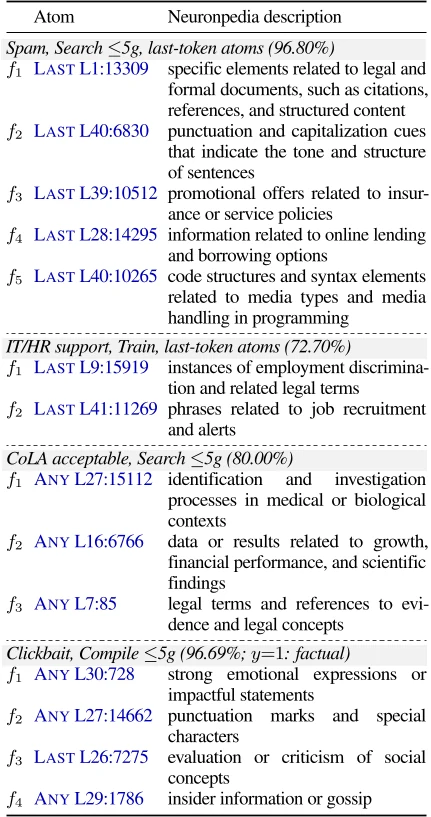 Atom Neuronpedia description
Spam, Search ≤5g, last-token atoms (96.80%)
f1 LAST L1:13309 specific elements related to legal and
formal documents, such as citations,
references, and structured content
f2 LAST L40:6830 punctuation and capitalization cues
that indicate the tone and structure
of sentences
f3 LAST L39:10512 promotional offers related to insur-
ance or service policies
f4 LAST L28:14295 information related to online lending
and borrowing options
f5 LAST L40:10265 code structures and syntax elements
related to media types and media
handling in programming
IT/HR support, Train, last-token atoms (72.70%)
f1 LAST L9:15919 instances of employment discrimina-
tion and related legal terms
f2 LAST L41:11269 phrases related to job recruitment
and alerts
CoLA acceptable, Search ≤5g (80.00%)
f1 ANY L27:15112 identification and investigation
processes in medical or biological
contexts
f2 ANY L16:6766 data or results related to growth,
financial performance, and scientific
findings
f3 ANY L7:85 legal terms and references to evi-
dence and legal concepts
Clickbait, Compile ≤5g (96.69%; y=1: factual)
f1 ANY L30:728 strong emotional expressions or
impactful statements
f2 ANY L27:14662 punctuation marks and special
characters
f3 LAST L26:7275 evaluation or criticism of social
concepts
f4 ANY L29:1786 insider information or gossip